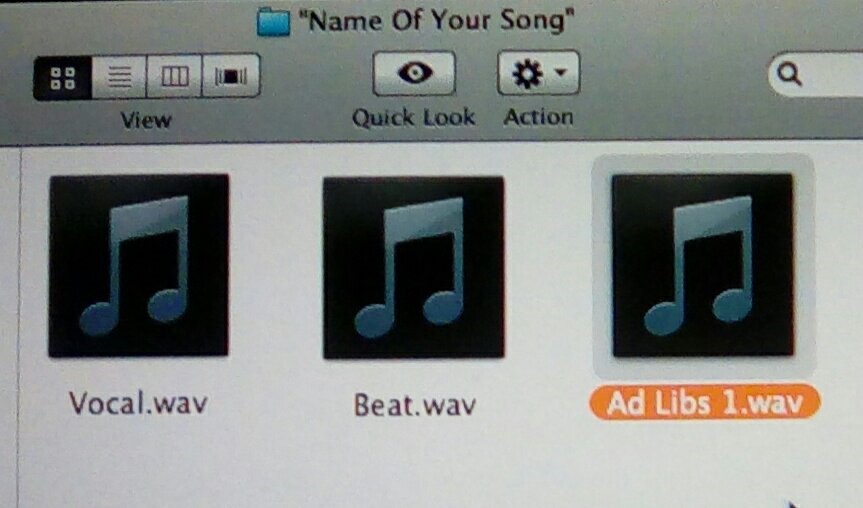 "Name Of Your Song"
View
Quick Look
Action
Vocal.wav
Beat.wav
Ad Libs 1.wav